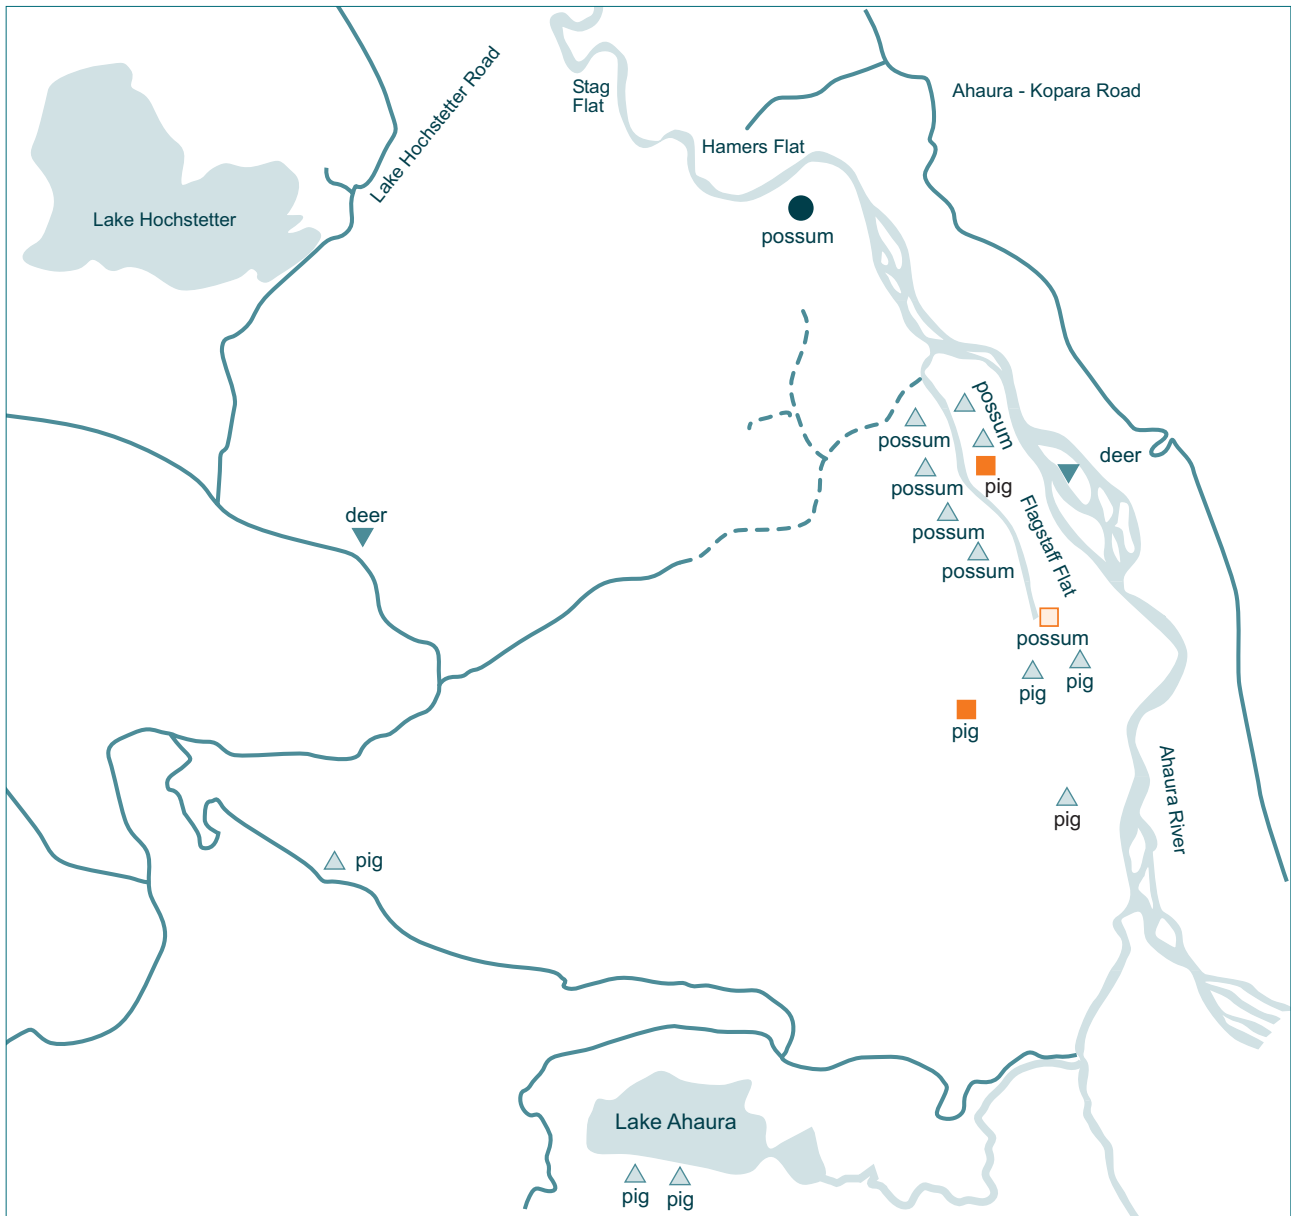 Stag
Flat
Ahaura - Kopara Road
Lake Hochstetter Road
Hamers Flat
Lake Hochstetter
possum
possum
possum
deer
possum
pig
possum
possum
deer
Flagstaff Flat
possum
pig
pig
pig
Ahaura River
pig
pig
Lake Ahaura
pig
pig